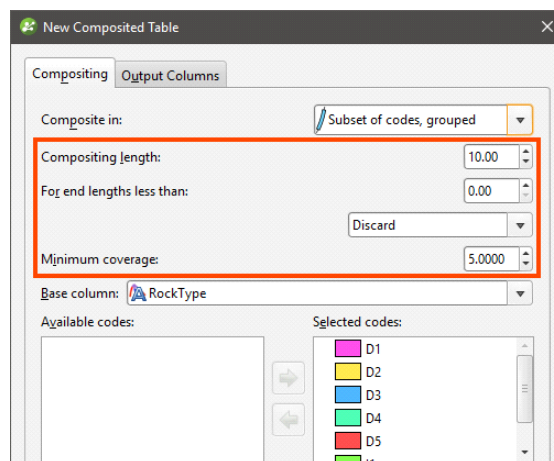 New Composited Table
Compositing Output Columns
Composite in: Subset of codes, grouped
Compositing length: 10.00
For end lengths less than: 0.00
Discard
Minimum coverage: 5.0000
Base column: RockType
Available codes: Selected codes:
D1
D2
D3
D4
D5